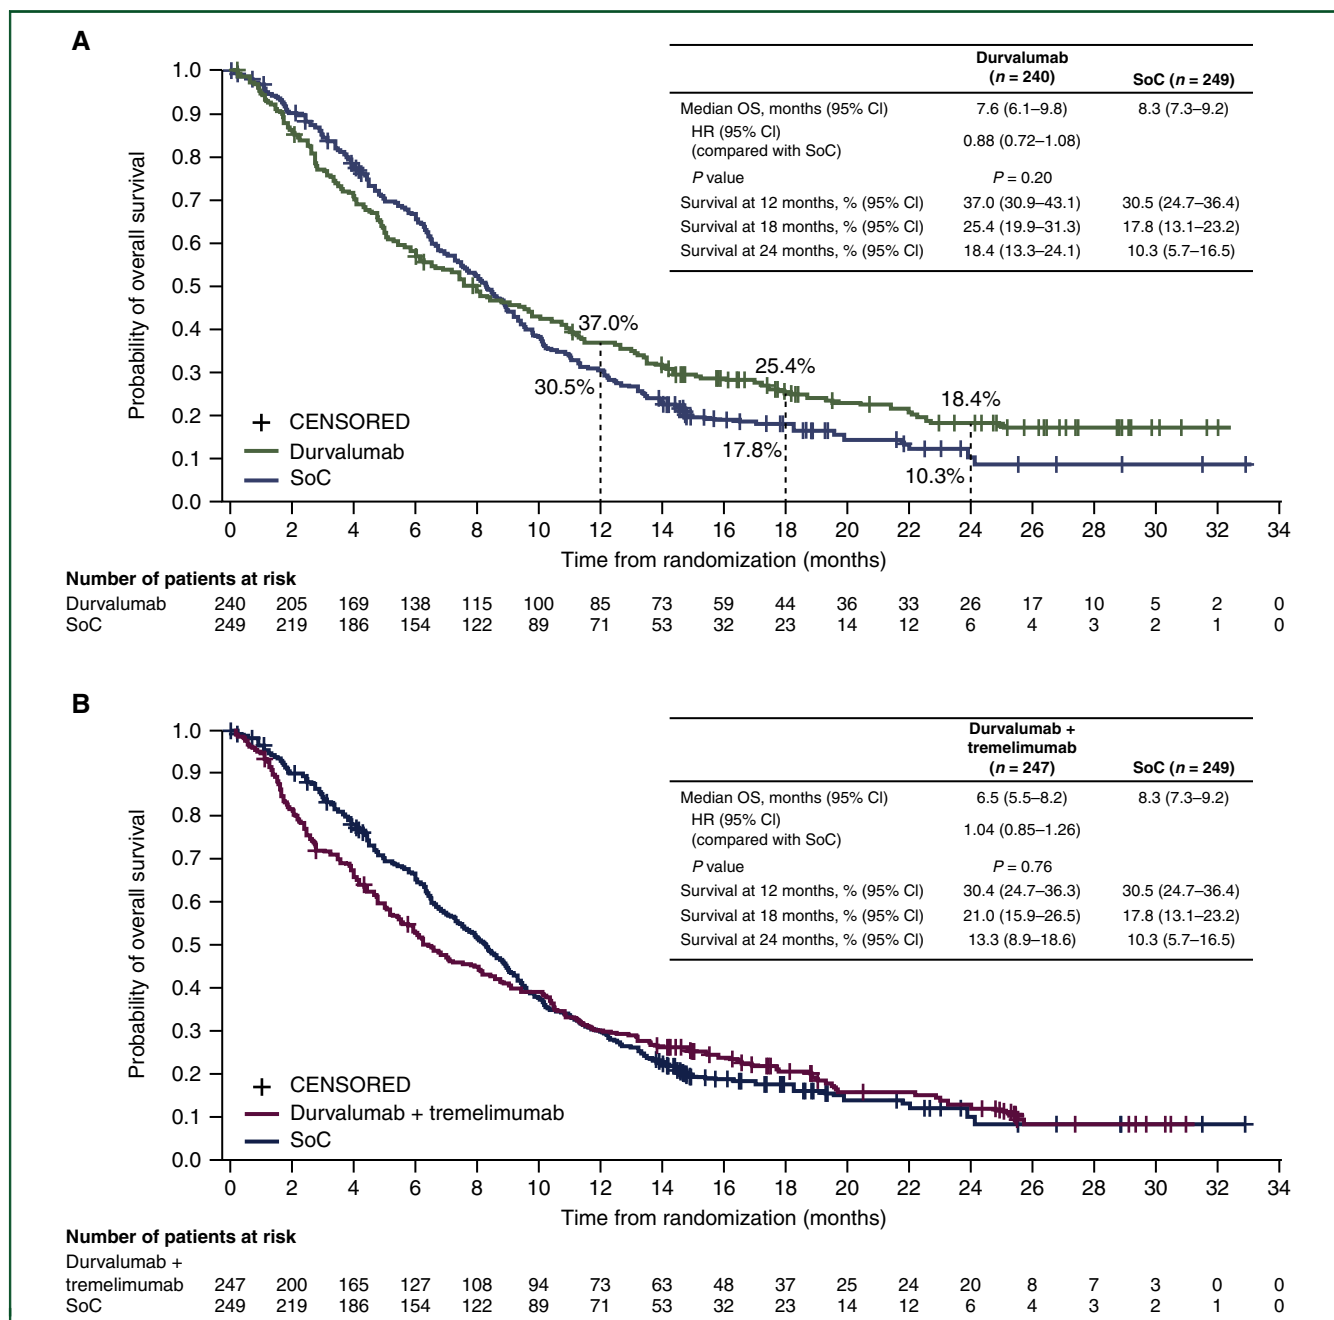 A
Durvalumab
(n = 240)
SoC (n = 249)
Median OS, months (95% CI)
7.6 (6.1–9.8)
8.3 (7.3–9.2)
HR (95% CI)
(compared with SoC)
0.88 (0.72–1.08)
P value
P = 0.20
Survival at 12 months, % (95% CI)
37.0 (30.9–43.1)
30.5 (24.7–36.4)
Survival at 18 months, % (95% CI)
25.4 (19.9–31.3)
17.8 (13.1–23.2)
Survival at 24 months, % (95% CI)
18.4 (13.3–24.1)
10.3 (5.7–16.5)
Probability of overall survival
1.0
0.9
0.8
0.7
0.6
0.5
0.4
0.3
0.2
0.1
0.0
37.0%
30.5%
25.4%
17.8%
18.4%
10.3%
CENSORED
Durvalumab
SoC
0 2 4 6 8 10 12 14 16 18 20 22 24 26 28 30 32 34
Time from randomization (months)
Number of patients at risk
Durvalumab 240 205 169 138 115 100 85 73 59 44 36 33 26 17 10 5 2 0
SoC 249 219 186 154 122 89 71 53 32 23 14 12 6 4 3 2 1 0
B
Durvalumab +
tremelimumab
(n = 247)
SoC (n = 249)
Median OS, months (95% CI)
6.5 (5.5–8.2)
8.3 (7.3–9.2)
HR (95% CI)
(compared with SoC)
1.04 (0.85–1.26)
P value
P = 0.76
Survival at 12 months, % (95% CI)
30.4 (24.7–36.3)
30.5 (24.7–36.4)
Survival at 18 months, % (95% CI)
21.0 (15.9–26.5)
17.8 (13.1–23.2)
Survival at 24 months, % (95% CI)
13.3 (8.9–18.6)
10.3 (5.7–16.5)
Probability of overall survival
1.0
0.9
0.8
0.7
0.6
0.5
0.4
0.3
0.2
0.1
0.0
CENSORED
Durvalumab + tremelimumab
SoC
0 2 4 6 8 10 12 14 16 18 20 22 24 26 28 30 32 34
Time from randomization (months)
Number of patients at risk
Durvalumab +
tremelimumab 247 200 165 127 108 94 73 63 48 37 25 24 20 8 7 3 0 0
SoC 249 219 186 154 122 89 71 53 32 23 14 12 6 4 3 2 1 0